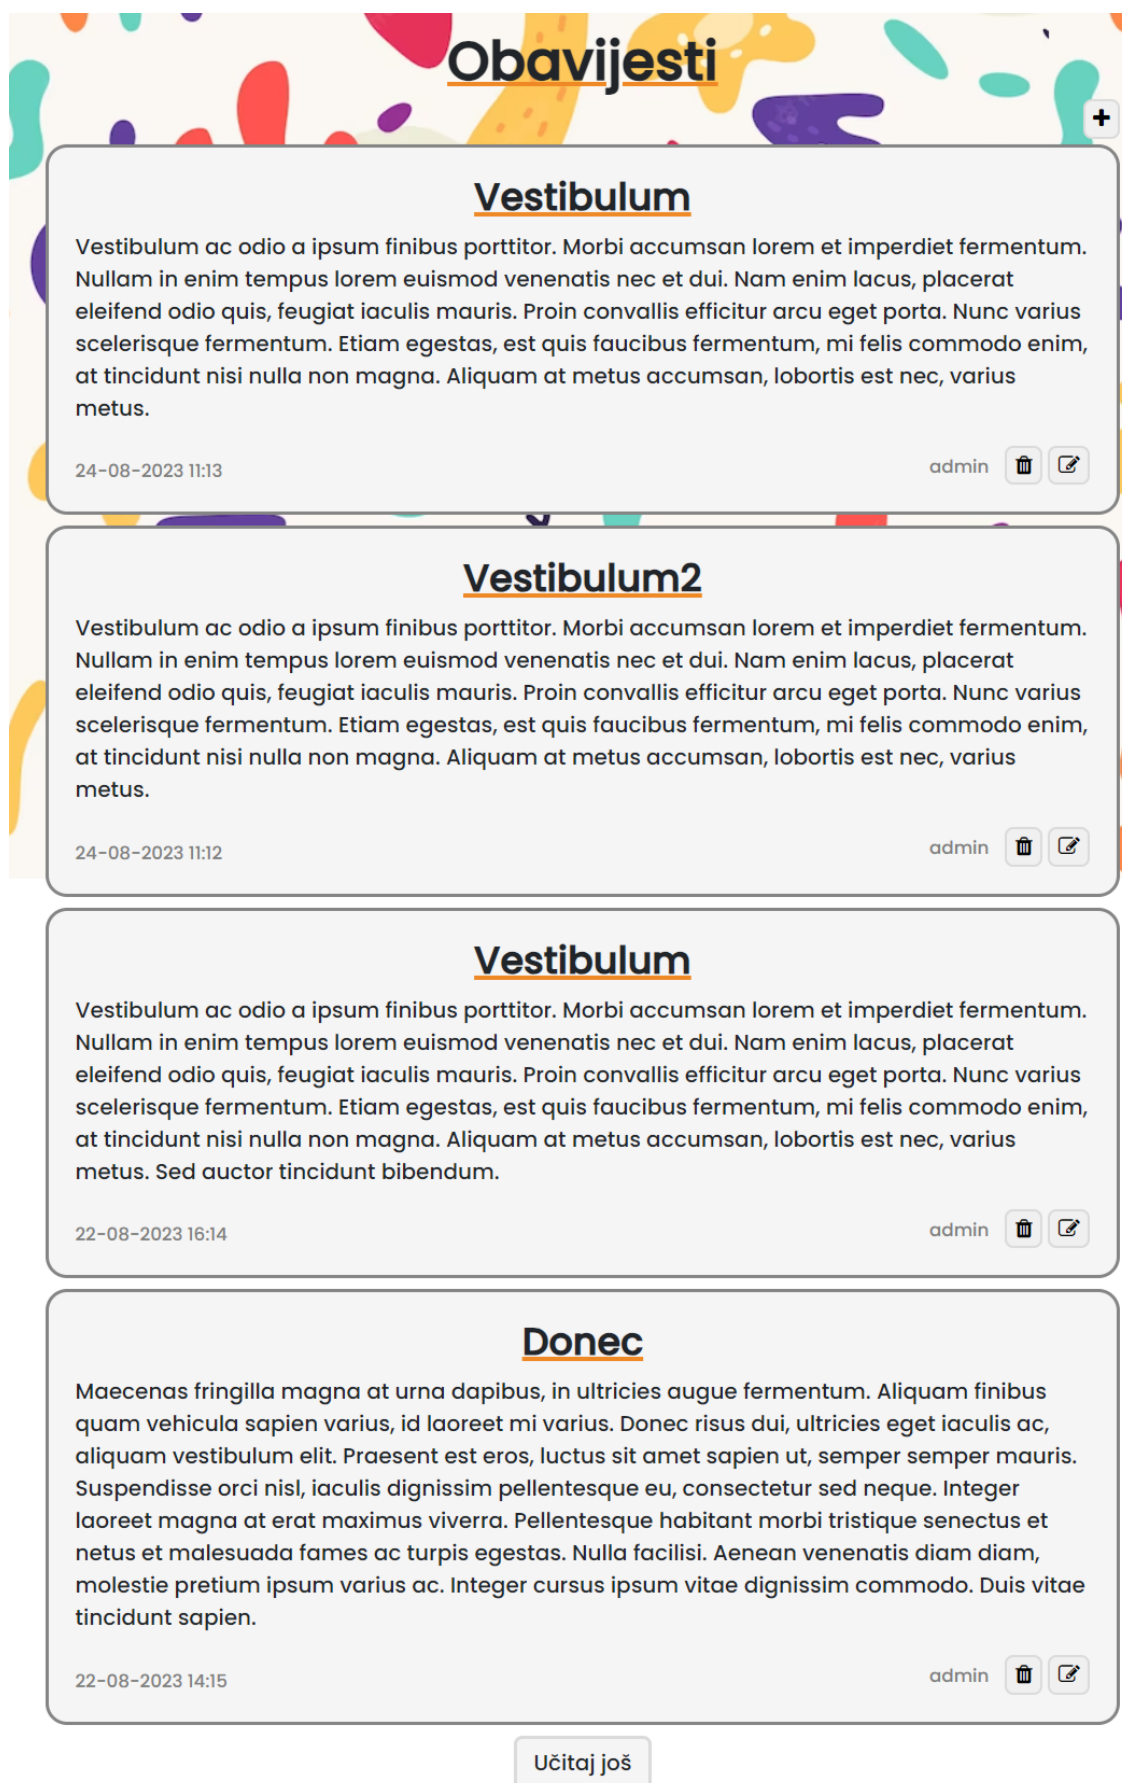 Obavijesti
+
Vestibulum
Vestibulum ac odio a ipsum finibus porttitor. Morbi accumsan lorem et imperdiet fermentum.
Nullam in enim tempus lorem euismod venenatis nec et dui. Nam enim lacus, placerat
eleifend odio quis, feugiat iaculis mauris. Proin convallis efficitur arcu eget porta. Nunc varius
scelerisque fermentum. Etiam egestas, est quis faucibus fermentum, mi felis commodo enim,
at tincidunt nisi nulla non magna. Aliquam at metus accumsan, lobortis est nec, varius
metus.
24-08-2023 11:13 admin
Vestibulum2
Vestibulum ac odio a ipsum finibus porttitor. Morbi accumsan lorem et imperdiet fermentum.
Nullam in enim tempus lorem euismod venenatis nec et dui. Nam enim lacus, placerat
eleifend odio quis, feugiat iaculis mauris. Proin convallis efficitur arcu eget porta. Nunc varius
scelerisque fermentum. Etiam egestas, est quis faucibus fermentum, mi felis commodo enim,
at tincidunt nisi nulla non magna. Aliquam at metus accumsan, lobortis est nec, varius
metus.
24-08-2023 11:12 admin
Vestibulum
Vestibulum ac odio a ipsum finibus porttitor. Morbi accumsan lorem et imperdiet fermentum.
Nullam in enim tempus lorem euismod venenatis nec et dui. Nam enim lacus, placerat
eleifend odio quis, feugiat iaculis mauris. Proin convallis efficitur arcu eget porta. Nunc varius
scelerisque fermentum. Etiam egestas, est quis faucibus fermentum, mi felis commodo enim,
at tincidunt nisi nulla non magna. Aliquam at metus accumsan, lobortis est nec, varius
metus. Sed auctor tincidunt bibendum.
22-08-2023 16:14 admin
Donec
Maecenas fringilla magna at urna dapibus, in ultricies augue fermentum. Aliquam finibus
quam vehicula sapien varius, id laoreet mi varius. Donec risus dui, ultricies eget iaculis ac,
aliquam vestibulum elit. Praesent est eros, luctus sit amet sapien ut, semper semper mauris.
Suspendisse orci nisl, iaculis dignissim pellentesque eu, consectetur sed neque. Integer
laoreet magna at erat maximus viverra. Pellentesque habitant morbi tristique senectus et
netus et malesuada fames ac turpis egestas. Nulla facilisi. Aenean venenatis diam diam,
molestie pretium ipsum varius ac. Integer cursus ipsum vitae dignissim commodo. Duis vitae
tincidunt sapien.
22-08-2023 14:15 admin
Učitaj još